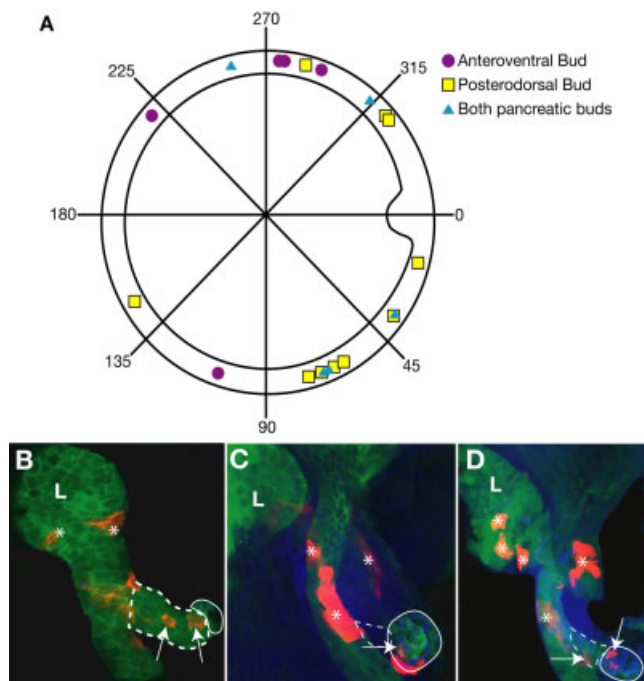 A
270
225
315
180
0
135
45
90
Anteroventral Bud
Posterodorsal Bud
Both pancreatic buds
B
L
*
*
C
L
*
*
*
D
L
*
*
*
*
*